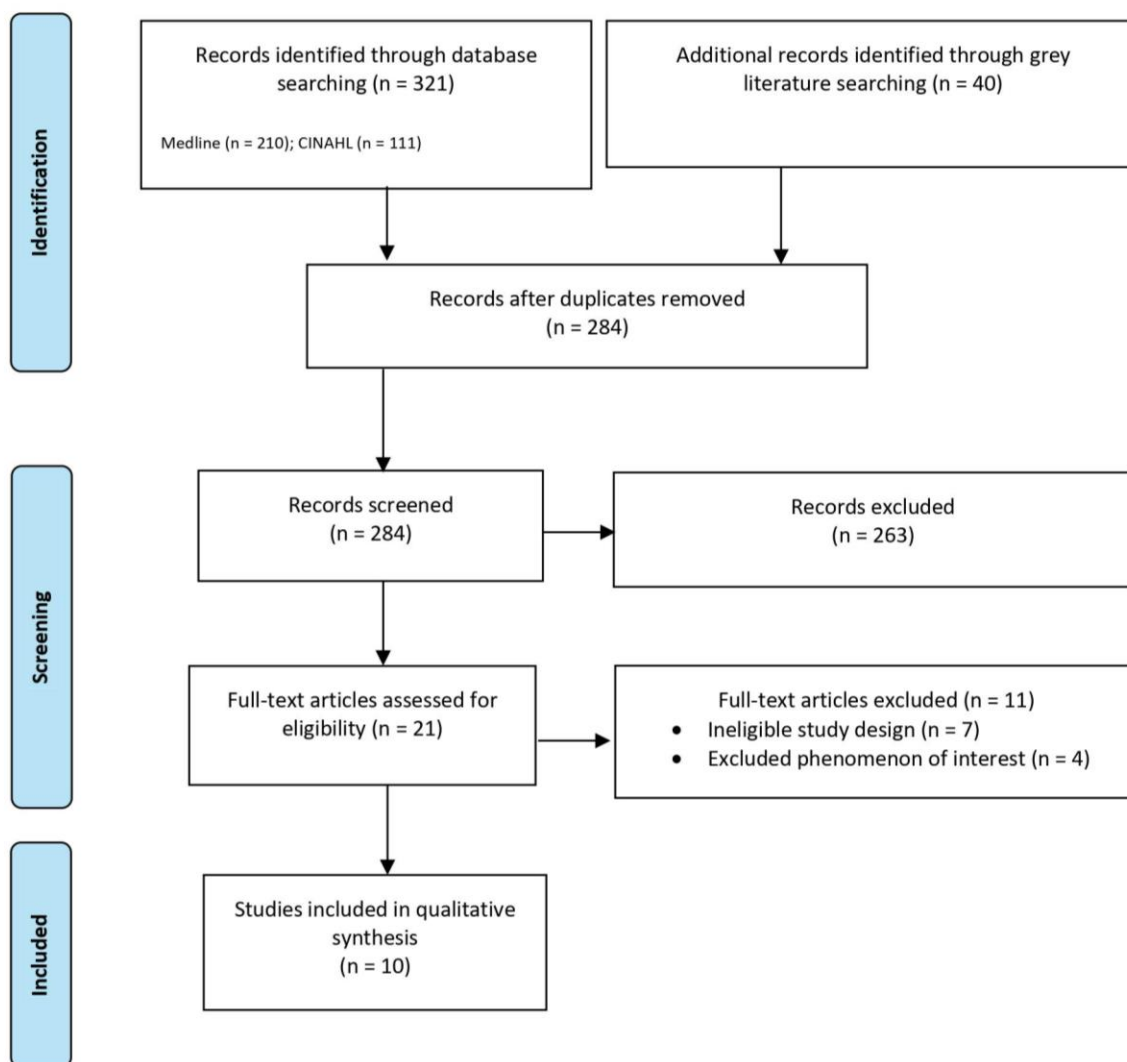 Identification
Records identified through database
searching (n = 321)
Medline (n = 210); CINAHL (n = 111)
Additional records identified through grey
literature searching (n = 40)
Records after duplicates removed
(n = 284)
Screening
Records screened
(n = 284)
Records excluded
(n = 263)
Full-text articles assessed for
eligibility (n = 21)
Full-text articles excluded (n = 11)
• Ineligible study design (n = 7)
• Excluded phenomenon of interest (n = 4)
Included
Studies included in qualitative
synthesis
(n = 10)